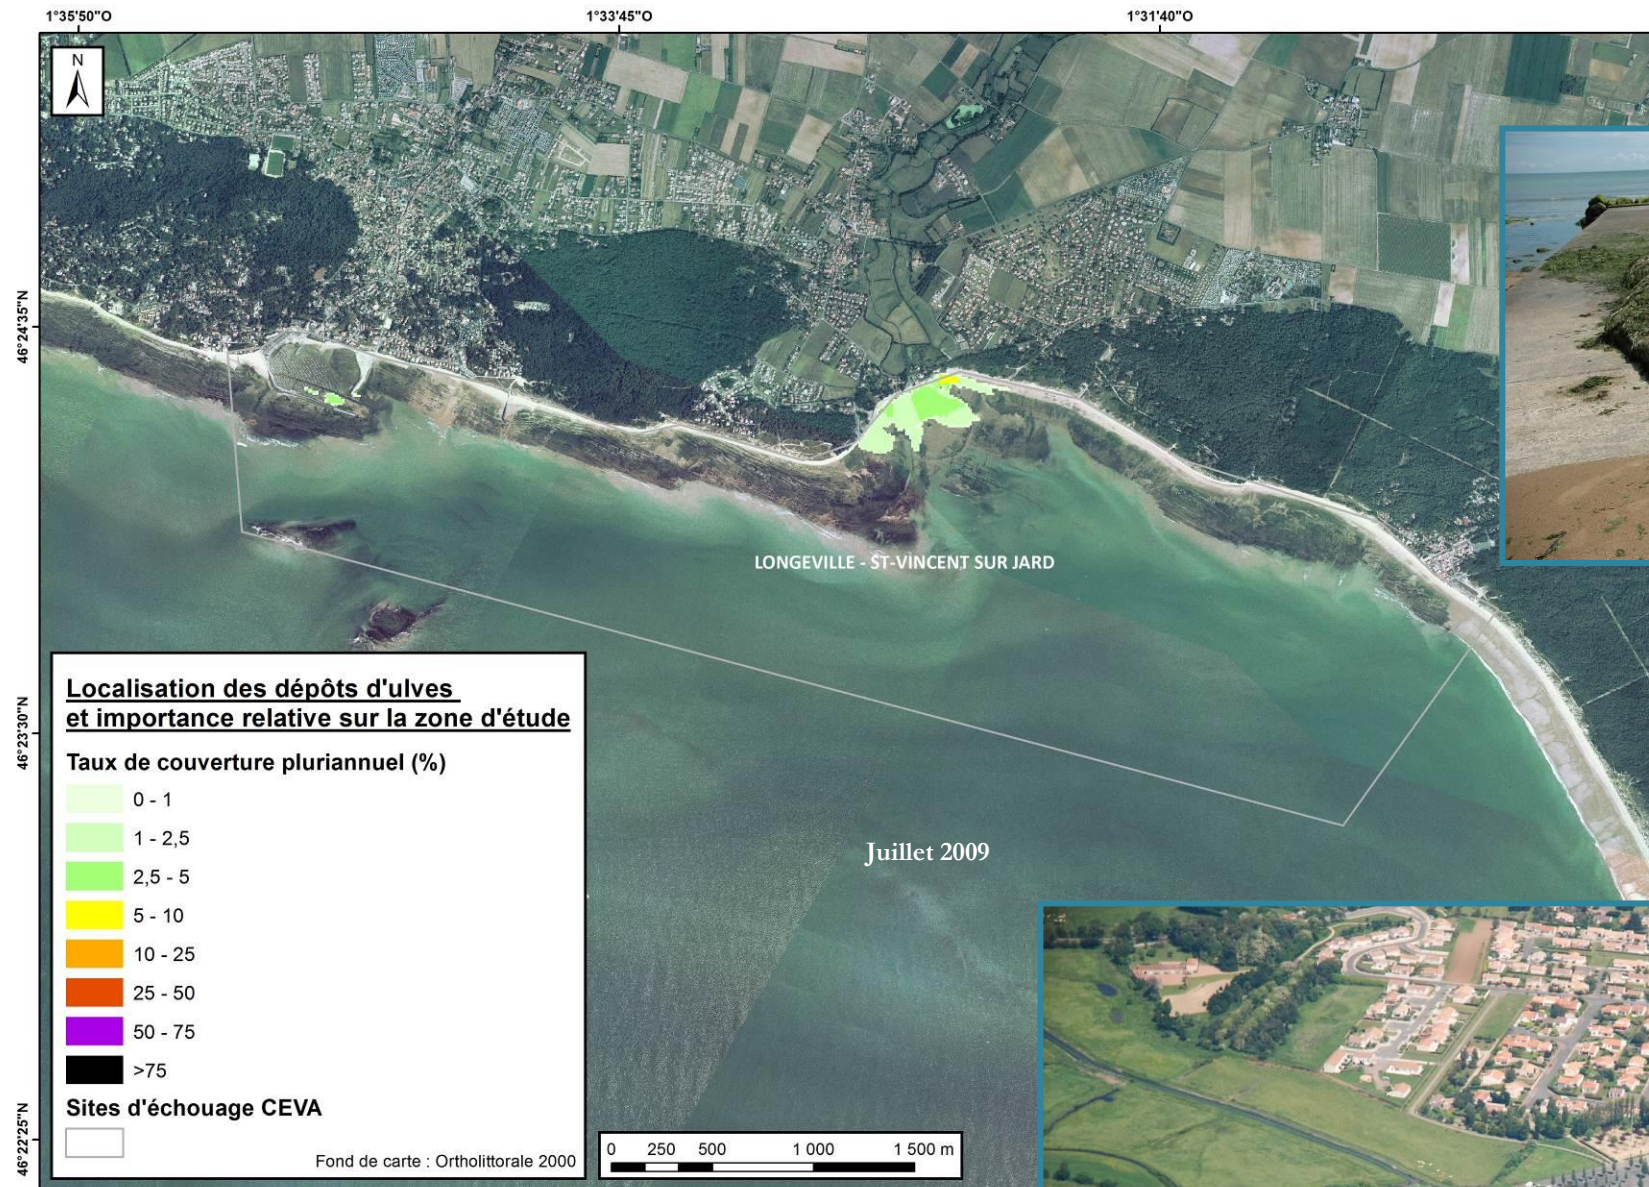 1°35'50"O
1°33'45"O
1°31'40"O
N
46°24'35"N
LONGEVILLE - ST-VINCENT SUR JARD
Localisation des dépôts d'ulves
et importance relative sur la zone d'étude
Taux de couverture pluriannuel (%)
0 - 1
1 - 2,5
2,5 - 5
5 - 10
10 - 25
25 - 50
50 - 75
>75
Sites d'échouage CEVA
Fond de carte : Ortholittorale 2000
46°23'30"N
Juillet 2009
46°22'25"N
0 250 500 1 000 1 500 m